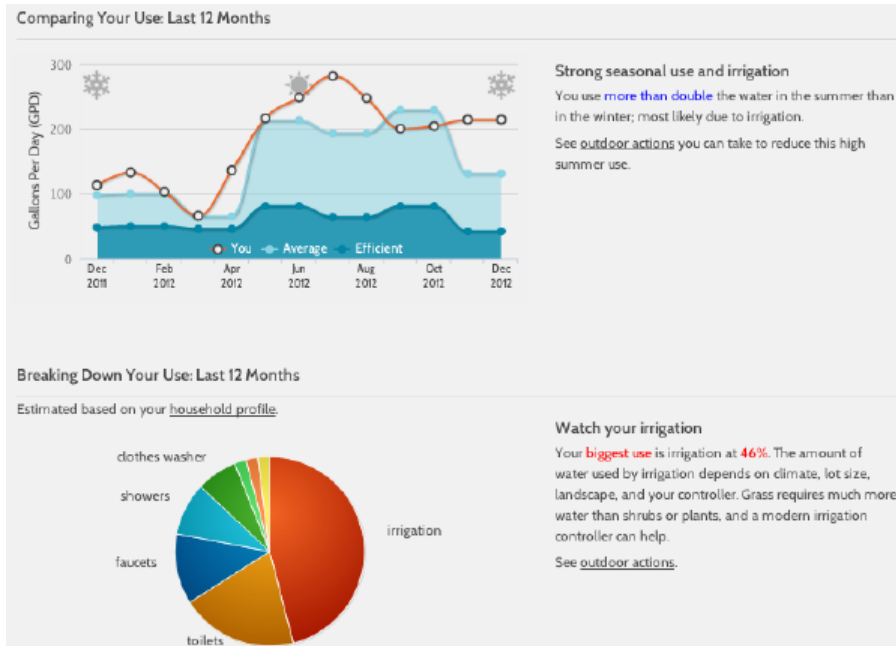 Comparing Your Use: Last 12 Months
300
200
100
0
Gallons Per Day (GPD)
You Average Efficient
Dec 2011
Feb 2012
Apr 2012
Jun 2012
Aug 2012
Oct 2012
Dec 2012
Strong seasonal use and irrigation
You use more than double the water in the summer than
in the winter; most likely due to irrigation.
See outdoor actions you can take to reduce this high
summer use.
Breaking Down Your Use: Last 12 Months
Estimated based on your household profile.
clothes washer
showers
faucets
toilets
irrigation
Watch your irrigation
Your biggest use is irrigation at 46%. The amount of
water used by irrigation depends on climate, lot size,
landscape, and your controller. Grass requires much more
water than shrubs or plants, and a modern irrigation
controller can help.
See outdoor actions.